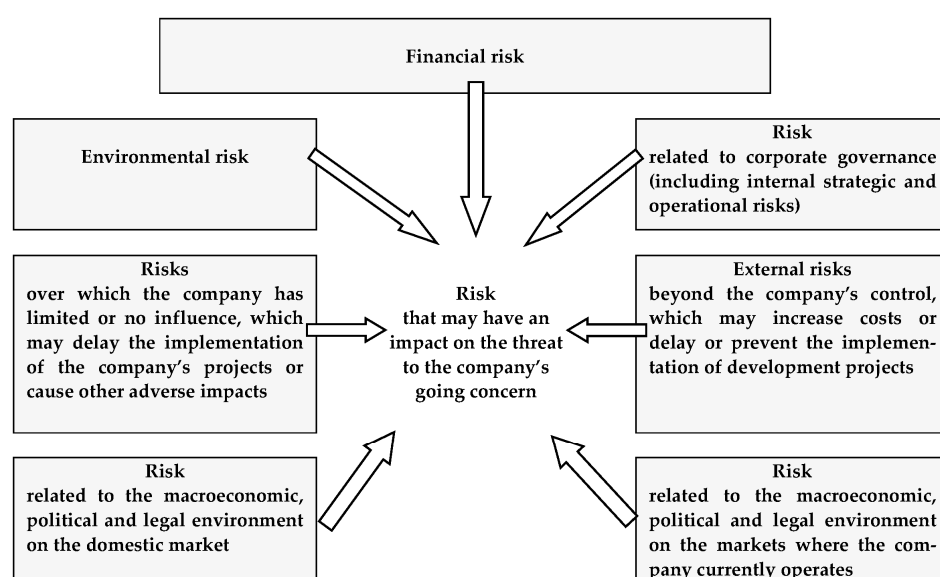 Financial risk
Environmental risk
Risk
related to corporate governance
(including internal strategic and
operational risks)
Risks
over which the company has
limited or no influence, which
may delay the implementation
of the company's projects or
cause other adverse impacts
Risk
that may have an
impact on the threat
to the company's
going concern
External risks
beyond the company's control,
which may increase costs or
delay or prevent the implemen-
tation of development projects
Risk
related to the macroeconomic,
political and legal environment
on the domestic market
Risk
related to the macroeconomic,
political and legal environment
on the markets where the com-
pany currently operates